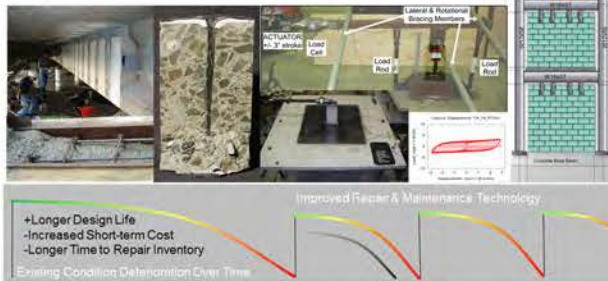 Lateral & Rotational
Bracing Members
ACTUATOR
+/- 3" stroke
Load
Cell
Load
Rod
Load
Rod
Improved Repair & Maintenance Technology
+Longer Design Life
-Increased Short-term Cost
-Longer Time to Repair Inventory
Existing Condition Deterioration Over Time